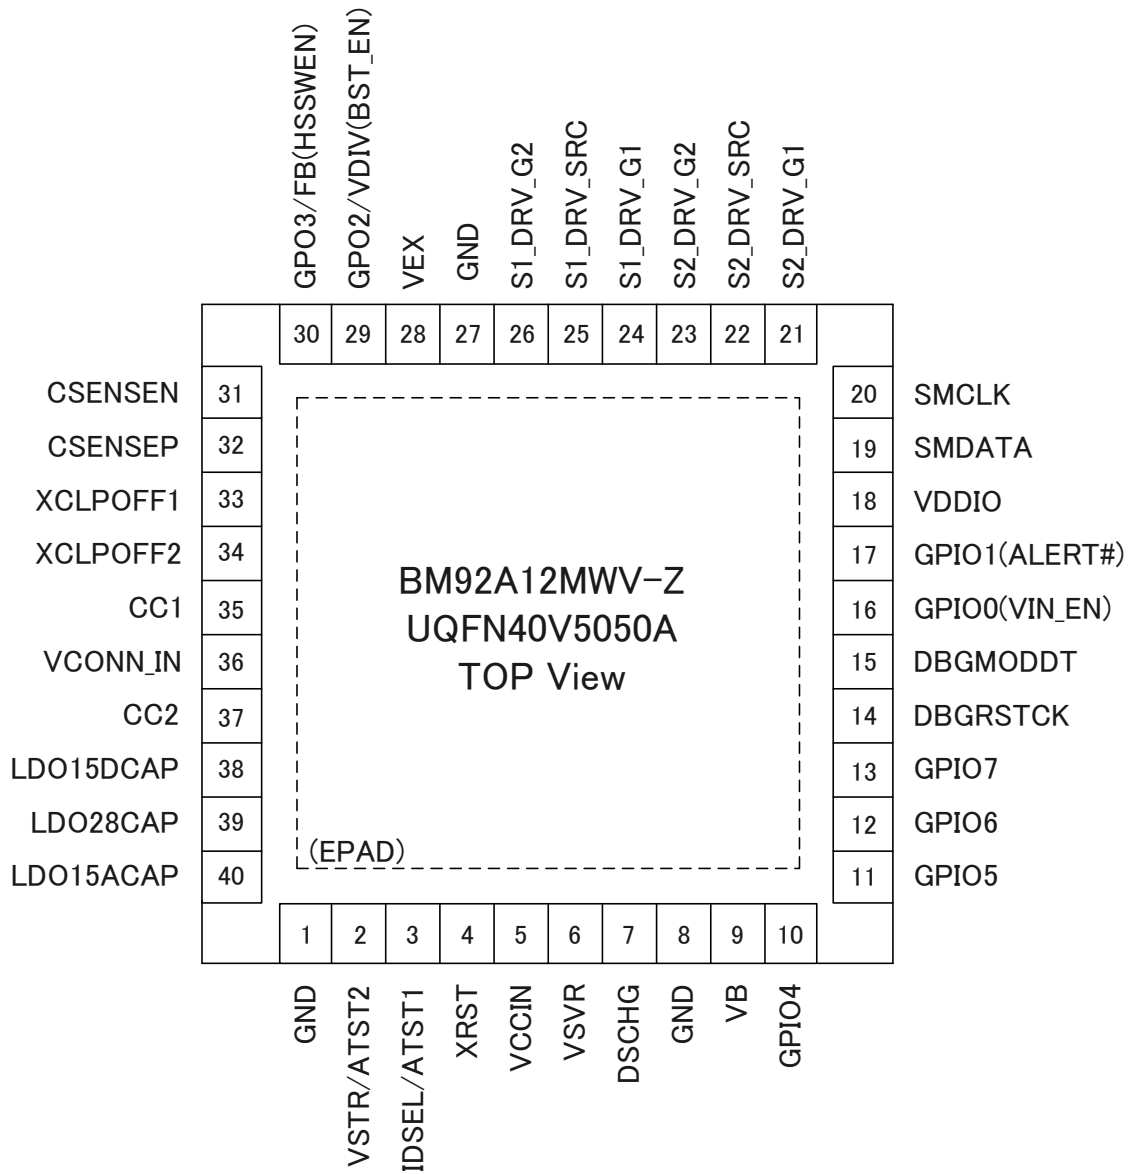 GPO3/FB(HSSWEN)
GPO2/VDIV(BST_EN)
VEX
GND
S1_DRV_G2
S1_DRV_SRC
S1_DRV_G1
S2_DRV_G2
S2_DRV_SRC
S2_DRV_G1
30 29 28 27 26 25 24 23 22 21
CSENSEN 31
CSENSEP 32
XCLPOFF1 33
XCLPOFF2 34
CC1 35
VCONN_IN 36
CC2 37
LDO15DCAP 38
LDO28CAP 39
LDO15ACAP 40
BM92A12MWV-Z
UQFN40V5050A
TOP View
(EPAD)
20 SMCLK
19 SMDATA
18 VDDIO
17 GPIO1(ALERT#)
16 GPIO0(VIN_EN)
15 DBGMODDT
14 DBGRSTCK
13 GPIO7
12 GPIO6
11 GPIO5
1 2 3 4 5 6 7 8 9 10
GND
VSTR/ATST2
IDSEL/ATST1
XRST
VCCIN
VSVR
DSCHG
GND
VB
GPIO4